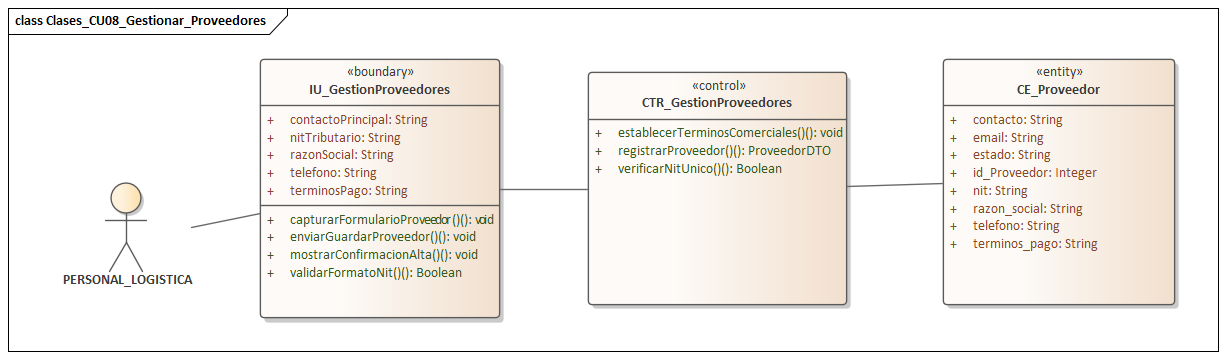 class Clases_CU08_Gestionar_Proveedores
PERSONAL_LOGISTICA
«boundary»
IU_GestionProveedores
+ contactoPrincipal: String
+ nitTributario: String
+ razonSocial: String
+ telefono: String
+ terminosPago: String
+ capturarFormularioProveedor()(): void
+ enviarGuardarProveedor()(): void
+ mostrarConfirmacionAlta()(): void
+ validarFormatoNit()(): Boolean
«control»
CTR_GestionProveedores
+ establecerTerminosComerciales()(): void
+ registrarProveedor()(): ProveedorDTO
+ verificarNitUnico()(): Boolean
«entity»
CE_Proveedor
+ contacto: String
+ email: String
+ estado: String
+ id_Proveedor: Integer
+ nit: String
+ razon_social: String
+ telefono: String
+ terminos_pago: String